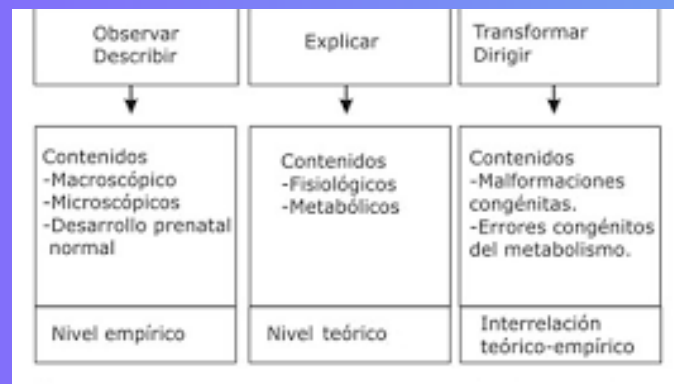 Observar
Describir
Explicar
Transformar
Dirigir
Contenidos
-Macroscópico
-Microscópicos
-Desarrollo prenatal
normal
Contenidos
-Fisiológicos
-Metabólicos
Contenidos
-Malformaciones
congénitas.
-Errores congénitos
del metabolismo.
Nivel empírico
Nivel teórico
Interrelación
teórico-empírico